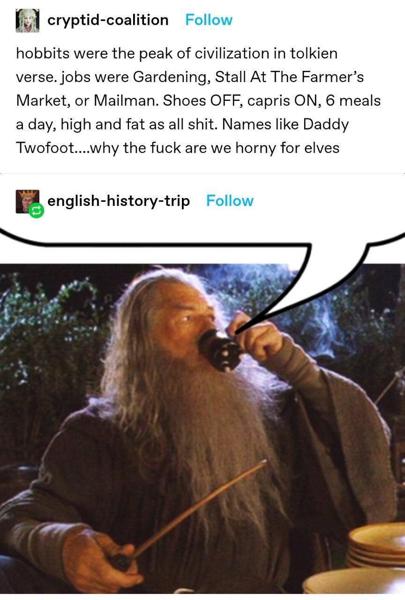 cryptid-coalition Follow
hobbits were the peak of civilization in tolkien
verse. jobs were Gardening, Stall At The Farmer's
Market, or Mailman. Shoes OFF, capris ON, 6 meals
a day, high and fat as all shit. Names like Daddy
Twofoot....why the fuck are we horny for elves
english-history-trip Follow